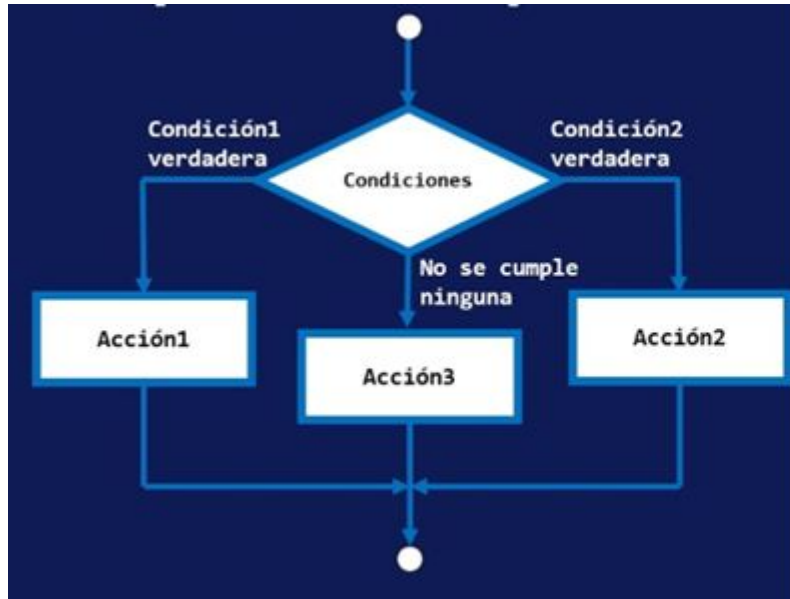 Condición1
verdadera
Condición2
verdadera
Condiciones
No se cumple
ninguna
Acción1
Acción3
Acción2